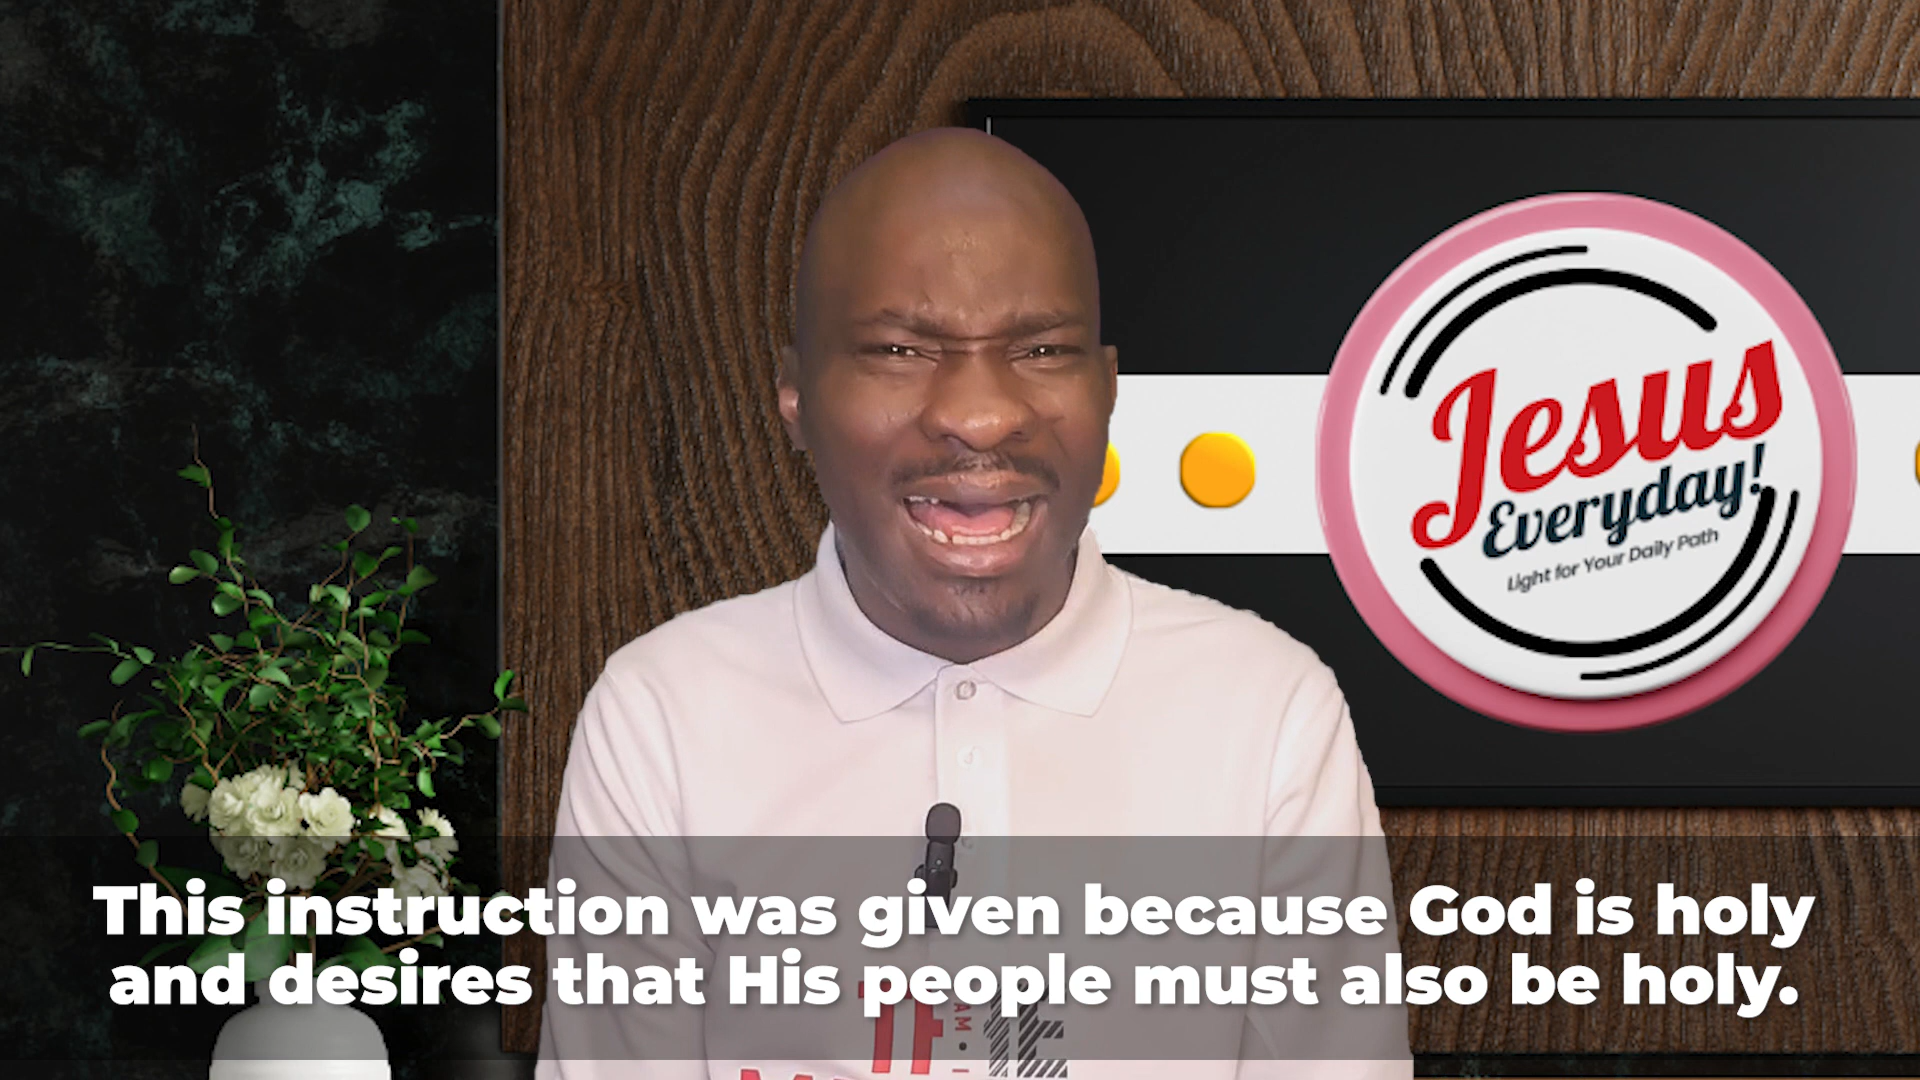 Jesus
Everyday!
Light for Your Daily Path
This instruction was given because God is holy
and desires that His people must also be holy.